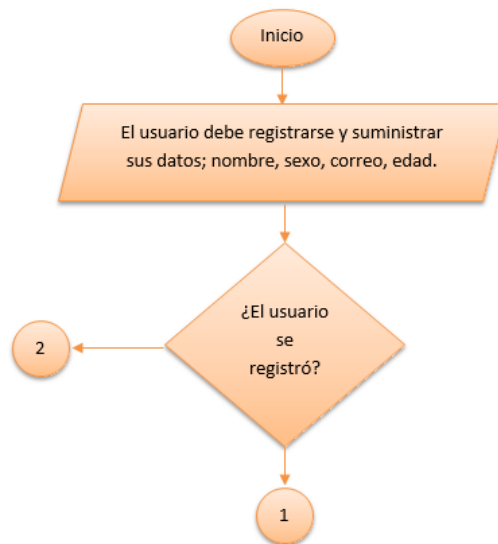 Inicio
El usuario debe registrarse y suministrar
sus datos; nombre, sexo, correo, edad.
¿El usuario
se
registró?
2
1